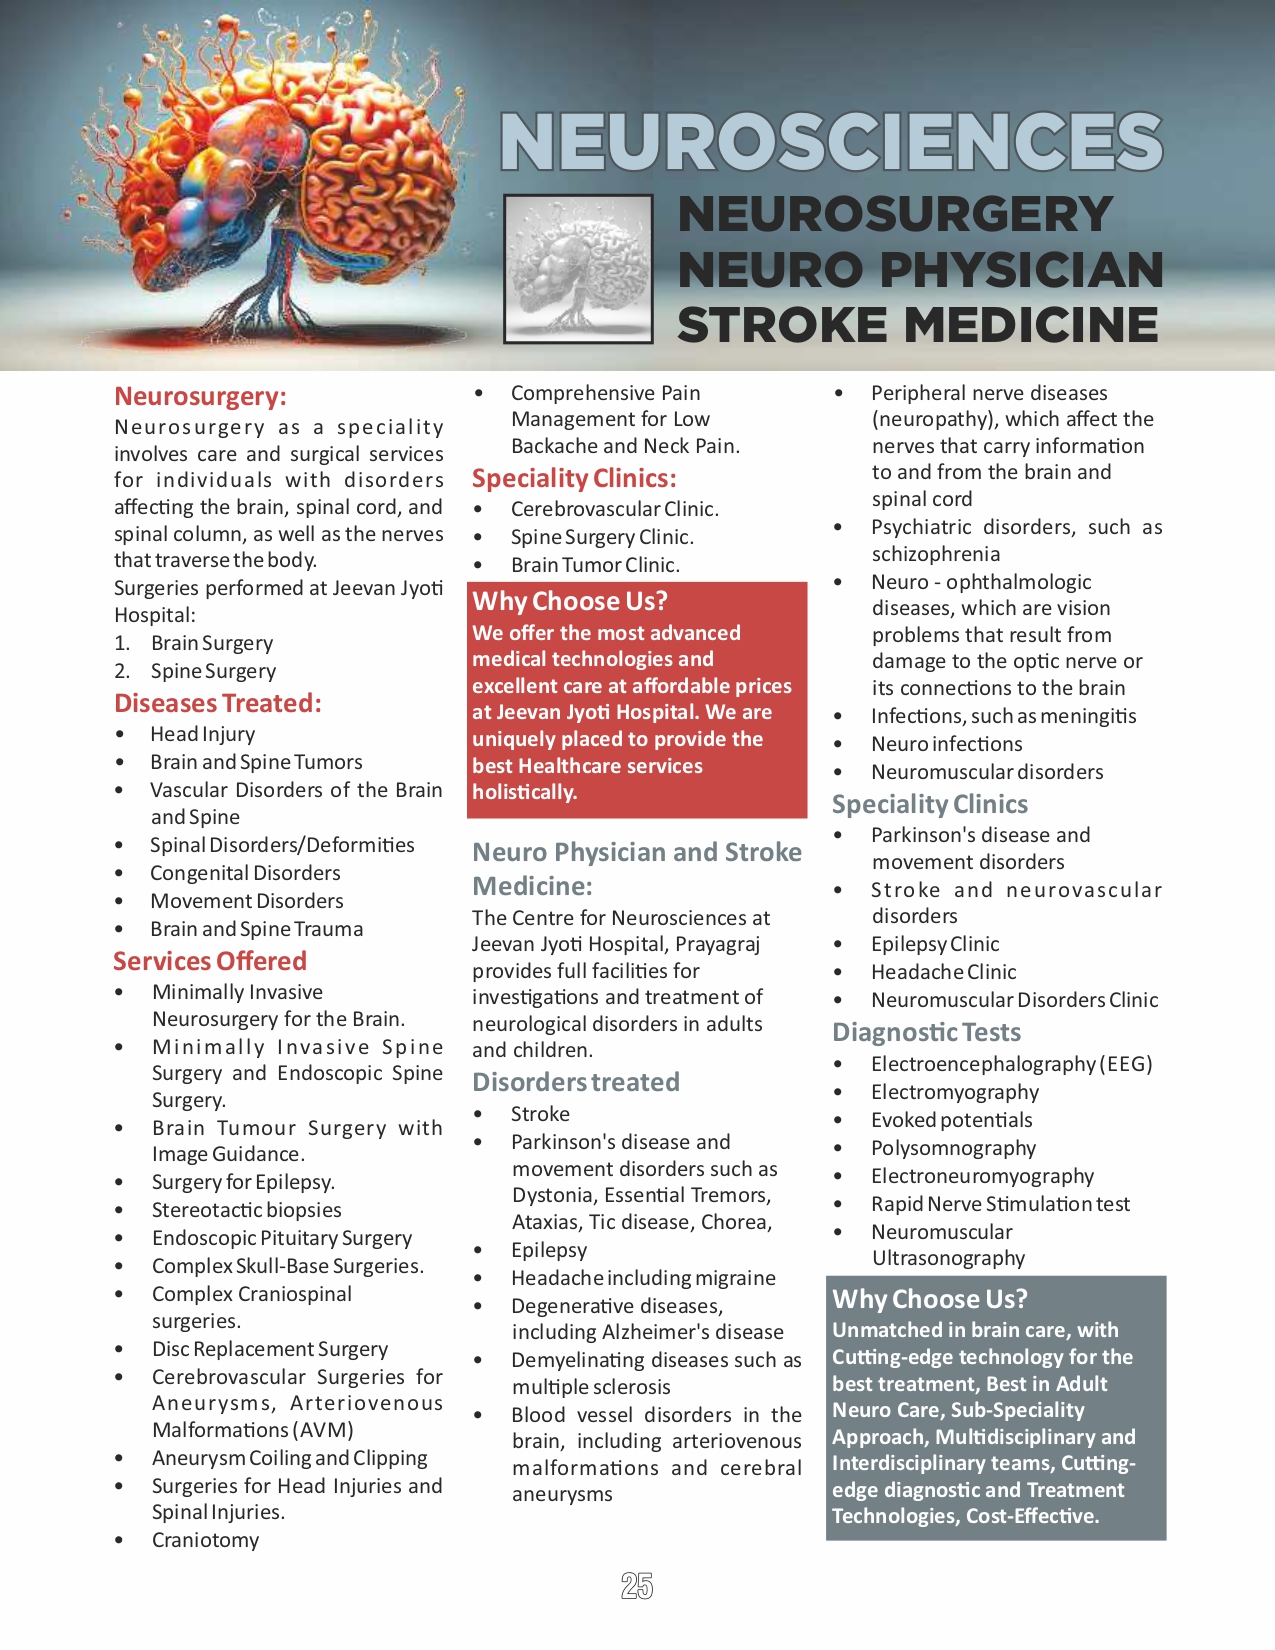 NEUROSCIENCES
NEUROSURGERY
NEURO PHYSICIAN
STROKE MEDICINE
Neurosurgery:
Neurosurgery as a speciality
involves care and surgical services
for individuals with disorders
affecting the brain, spinal cord, and
spinal column, as well as the nerves
that traverse the body.
Surgeries performed at Jeevan Jyoti
Hospital:
1. Brain Surgery
2. Spine Surgery
Diseases Treated:
• Head Injury
• Brain and Spine Tumors
• Vascular Disorders of the Brain
and Spine
• Spinal Disorders/Deformities
• Congenital Disorders
• Movement Disorders
• Brain and Spine Trauma
Services Offered
• Minimally Invasive
Neurosurgery for the Brain.
• Minimally Invasive Spine
Surgery and Endoscopic Spine
Surgery.
• Brain Tumour Surgery with
Image Guidance.
• Surgery for Epilepsy.
• Stereotactic biopsies
• Endoscopic Pituitary Surgery
• Complex Skull-Base Surgeries.
• Complex Craniospinal
surgeries.
• Disc Replacement Surgery
• Cerebrovascular Surgeries for
Aneurysms, Arteriovenous
Malformations (AVM)
• Aneurysm Coiling and Clipping
• Surgeries for Head Injuries and
Spinal Injuries.
• Craniotomy
• Comprehensive Pain
Management for Low
Backache and Neck Pain.
Speciality Clinics:
• Cerebrovascular Clinic.
• Spine Surgery Clinic.
• Brain Tumor Clinic.
Why Choose Us?
We offer the most advanced
medical technologies and
excellent care at affordable prices
at Jeevan Jyoti Hospital. We are
uniquely placed to provide the
best Healthcare services
holistically.
Neuro Physician and Stroke
Medicine:
The Centre for Neurosciences at
Jeevan Jyoti Hospital, Prayagraj
provides full facilities for
investigations and treatment of
neurological disorders in adults
and children.
Disorders treated
• Stroke
• Parkinson's disease and
movement disorders such as
Dystonia, Essential Tremors,
Ataxias, Tic disease, Chorea,
• Epilepsy
• Headache including migraine
• Degenerative diseases,
including Alzheimer's disease
• Demyelinating diseases such as
multiple sclerosis
• Blood vessel disorders in the
brain, including arteriovenous
malformations and cerebral
aneurysms
• Peripheral nerve diseases
(neuropathy), which affect the
nerves that carry information
to and from the brain and
spinal cord
• Psychiatric disorders, such as
schizophrenia
• Neuro - ophthalmologic
diseases, which are vision
problems that result from
damage to the optic nerve or
its connections to the brain
• Infections, such as meningitis
• Neuro infections
• Neuromuscular disorders
Speciality Clinics
• Parkinson's disease and
movement disorders
• Stroke and neurovascular
disorders
• Epilepsy Clinic
• Headache Clinic
• Neuromuscular Disorders Clinic
Diagnostic Tests
• Electroencephalography (EEG)
• Electromyography
• Evoked potentials
• Polysomnography
• Electroneuromyography
• Rapid Nerve Stimulation test
• Neuromuscular
Ultrasonography
Why Choose Us?
Unmatched in brain care, with
Cutting-edge technology for the
best treatment, Best in Adult
Neuro Care, Sub-Speciality
Approach, Multidisciplinary and
Interdisciplinary teams, Cutting-
edge diagnostic and Treatment
Technologies, Cost-Effective.
25